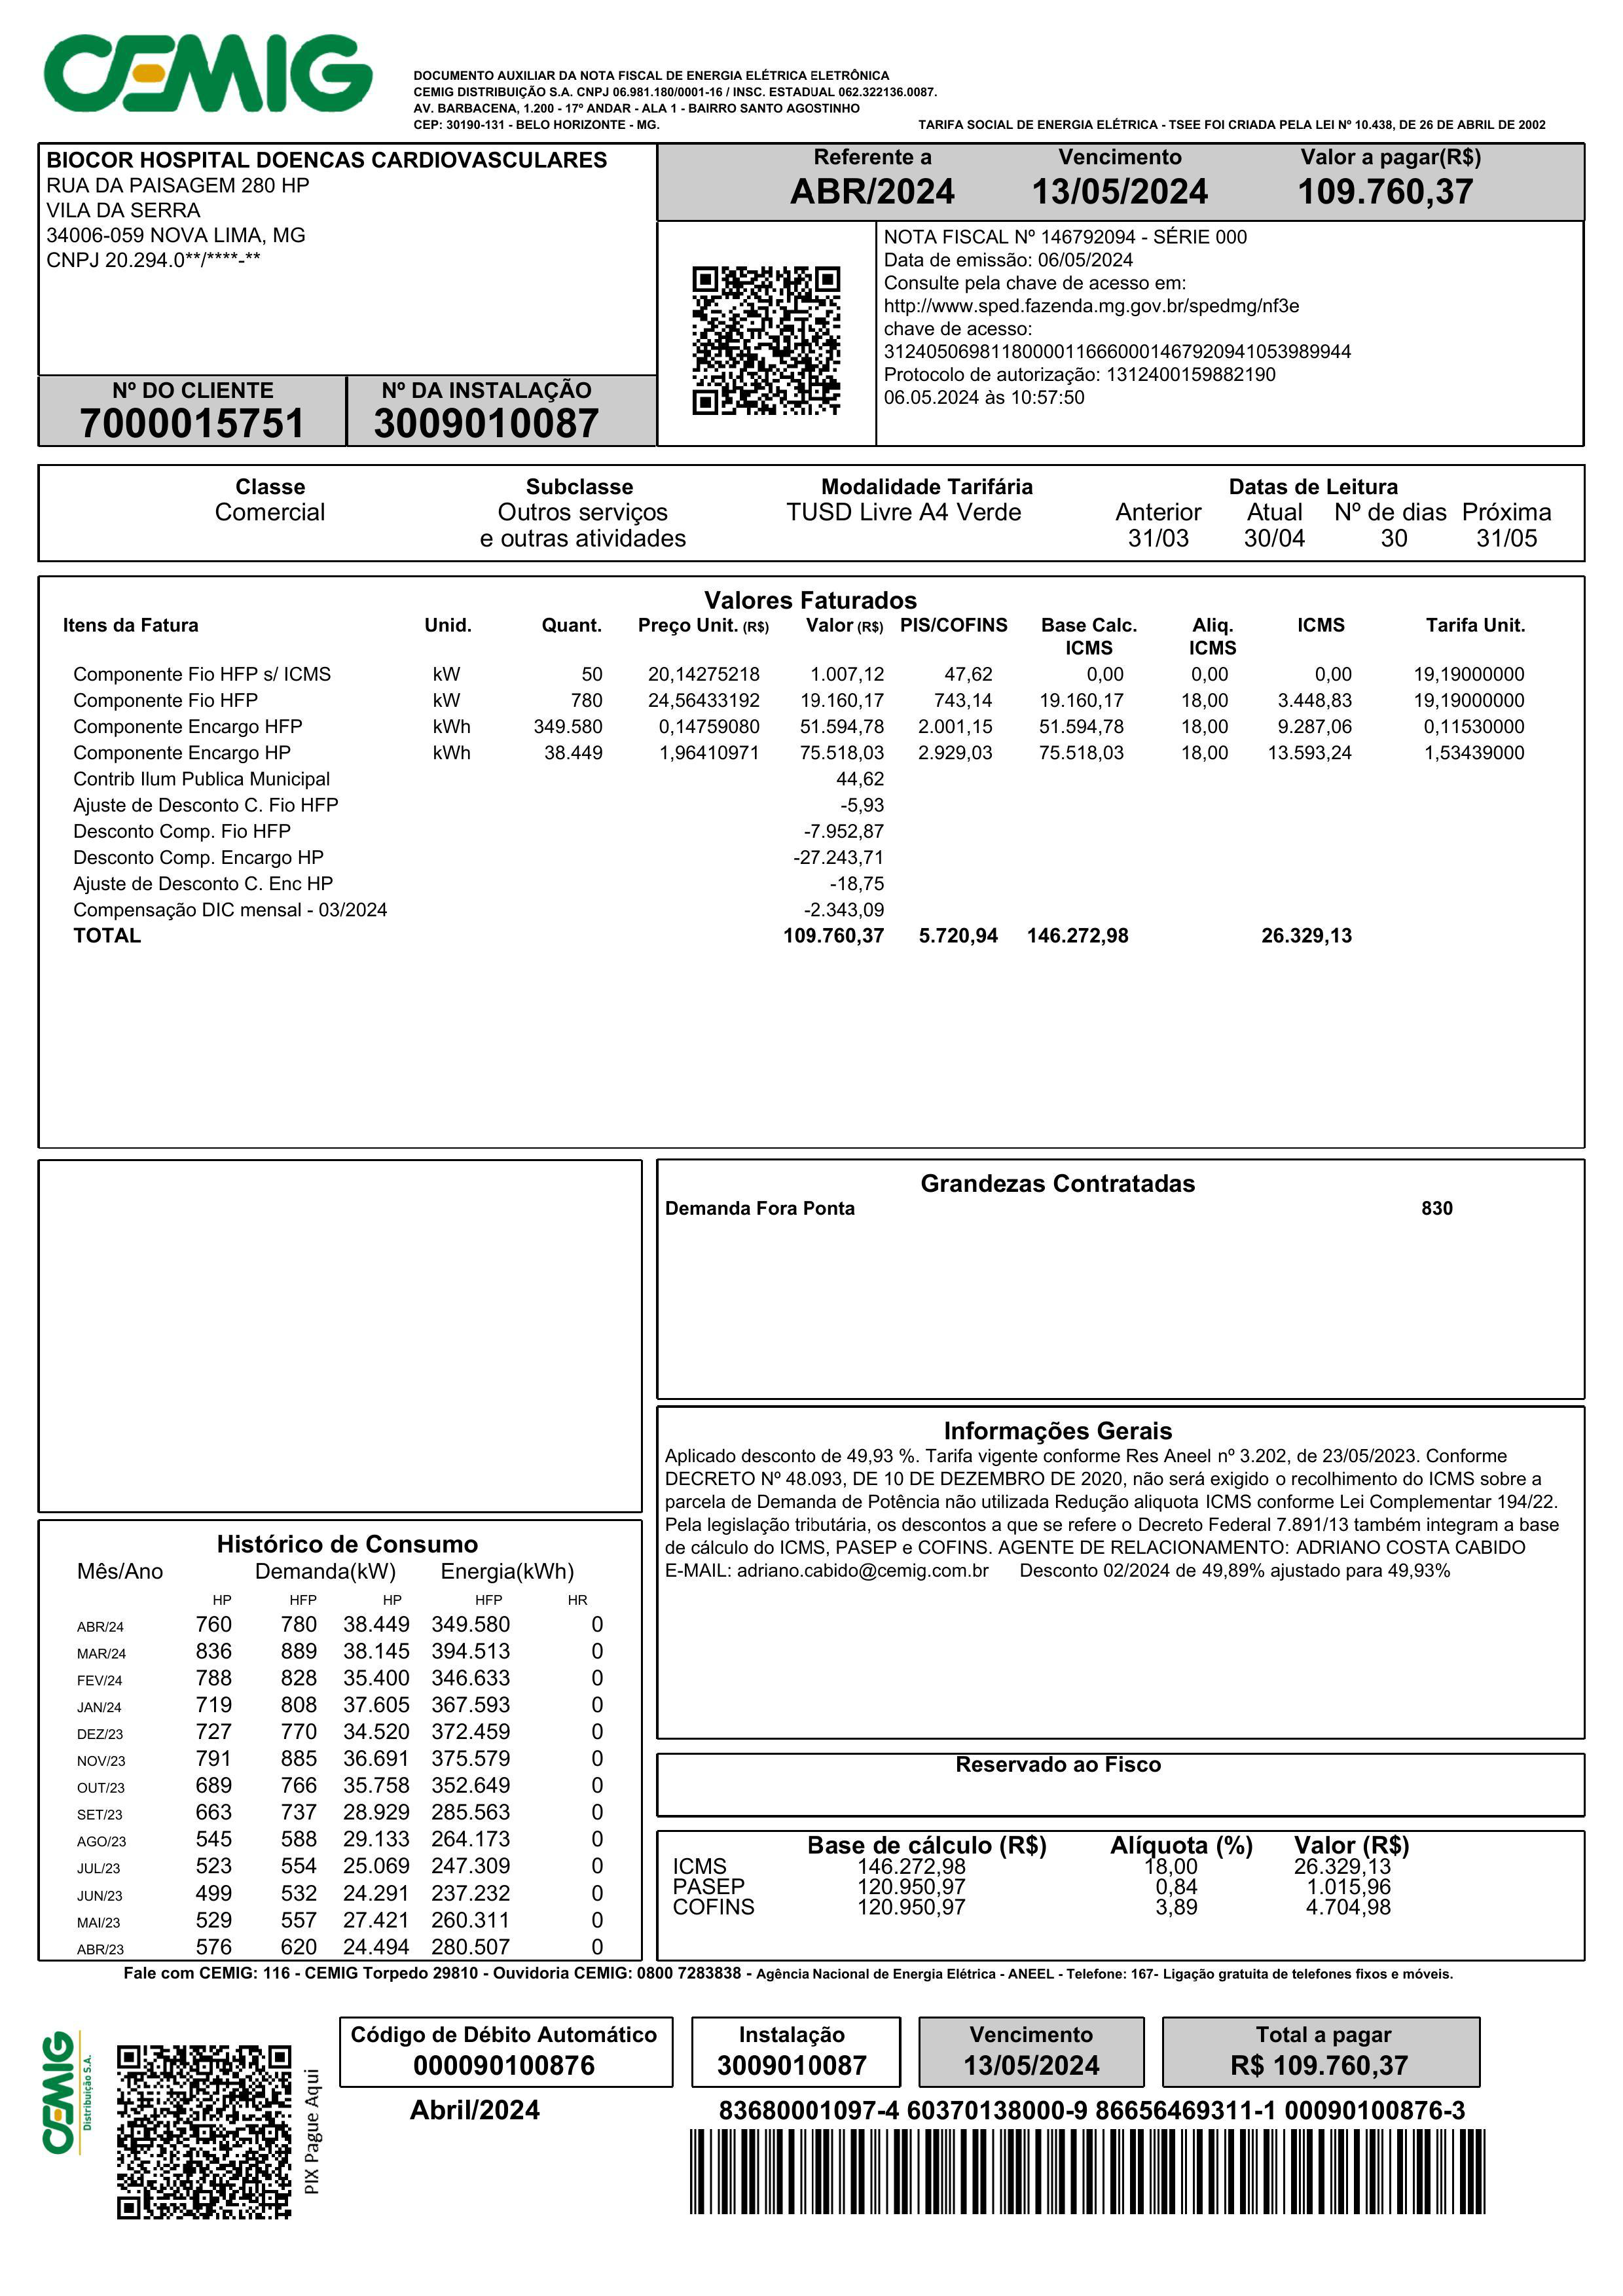 CEMIG
DOCUMENTO AUXILIAR DA NOTA FISCAL DE ENERGIA ELÉTRICA ELETRÔNICA
CEMIG DISTRIBUIÇÃO S.A. CNPJ 06.981.180/0001-16 / INSC. ESTADUAL 062.322136.0087.
AV. BARBACENA, 1.200 - 17º ANDAR - ALA 1 - BAIRRO SANTO AGOSTINHO
CEP: 30190-131 - BELO HORIZONTE - MG.
TARIFA SOCIAL DE ENERGIA ELÉTRICA - TSEE FOI CRIADA PELA LEI Nº 10.438, DE 26 DE ABRIL DE 2002
BIOCOR HOSPITAL DOENCAS CARDIOVASCULARES
RUA DA PAISAGEM 280 HP
VILA DA SERRA
34006-059 NOVA LIMA, MG
CNPJ 20.294.0**/****-**
Nº DO CLIENTE Nº DA INSTALAÇÃO
7000015751 3009010087
Referente a Vencimento Valor a pagar(R$)
ABR/2024 13/05/2024 109.760,37
NOTA FISCAL Nº 146792094 - SÉRIE 000
Data de emissão: 06/05/2024
Consulte pela chave de acesso em:
http://www.sped.fazenda.mg.gov.br/spedmg/nf3e
chave de acesso:
31240506981180000116660001467920941053989944
Protocolo de autorização: 1312400159882190
06.05.2024 às 10:57:50
Classe Subclasse Modalidade Tarifária Datas de Leitura
Comercial Outros serviços TUSD Livre A4 Verde Anterior Atual Nº de dias Próxima
e outras atividades 31/03 30/04 30 31/05
Valores Faturados
Itens da Fatura Unid. Quant. Preço Unit. (R$) Valor (R$) PIS/COFINS Base Calc. Aliq. ICMS Tarifa Unit.
ICMS ICMS
Componente Fio HFP s/ ICMS kW 50 20,14275218 1.007,12 47,62 0,00 0,00 0,00 19,19000000
Componente Fio HFP kW 780 24,56433192 19.160,17 743,14 19.160,17 18,00 3.448,83 19,19000000
Componente Encargo HFP kWh 349.580 0,14759080 51.594,78 2.001,15 51.594,78 18,00 9.287,06 0,11530000
Componente Encargo HP kWh 38.449 1,96410971 75.518,03 2.929,03 75.518,03 18,00 13.593,24 1,53439000
Contrib Ilum Publica Municipal 44,62
Ajuste de Desconto C. Fio HFP -5,93
Desconto Comp. Fio HFP -7.952,87
Desconto Comp. Encargo HP -27.243,71
Ajuste de Desconto C. Enc HP -18,75
Compensação DIC mensal - 03/2024 -2.343,09
TOTAL 109.760,37 5.720,94 146.272,98 26.329,13
Grandezas Contratadas
Demanda Fora Ponta 830
Informações Gerais
Aplicado desconto de 49,93 %. Tarifa vigente conforme Res Aneel nº 3.202, de 23/05/2023. Conforme
DECRETO Nº 48.093, DE 10 DE DEZEMBRO DE 2020, não será exigido o recolhimento do ICMS sobre a
parcela de Demanda de Potência não utilizada Redução aliquota ICMS conforme Lei Complementar 194/22.
Pela legislação tributária, os descontos a que se refere o Decreto Federal 7.891/13 também integram a base
de cálculo do ICMS, PASEP e COFINS. AGENTE DE RELACIONAMENTO: ADRIANO COSTA CABIDO
E-MAIL: adriano.cabido@cemig.com.br Desconto 02/2024 de 49,89% ajustado para 49,93%
Histórico de Consumo
Mês/Ano Demanda(kW) Energia(kWh)
HP HFP HP HFP HR
ABR/24 760 780 38.449 349.580 0
MAR/24 836 889 38.145 394.513 0
FEV/24 788 828 35.400 346.633 0
JAN/24 719 808 37.605 367.593 0
DEZ/23 727 770 34.520 372.459 0
NOV/23 791 885 36.691 375.579 0
OUT/23 689 766 35.758 352.649 0
SET/23 663 737 28.929 285.563 0
AGO/23 545 588 29.133 264.173 0
JUL/23 523 554 25.069 247.309 0
JUN/23 499 532 24.291 237.232 0
MAI/23 529 557 27.421 260.311 0
ABR/23 576 620 24.494 280.507 0
Reservado ao Fisco
Base de cálculo (R$) Alíquota (%) Valor (R$)
ICMS 146.272,98 18,00 26.329,13
PASEP 120.950,97 0,84 1.015,96
COFINS 120.950,97 3,89 4.704,98
Fale com CEMIG: 116 - CEMIG Torpedo 29810 - Ouvidoria CEMIG: 0800 7283838 - Agência Nacional de Energia Elétrica - ANEEL - Telefone: 167- Ligação gratuita de telefones fixos e móveis.
CEMIG
Distribuição S.A.
PIX Pague Aqui
Código de Débito Automático Instalação Vencimento Total a pagar
000090100876 3009010087 13/05/2024 R$ 109.760,37
Abril/2024 83680001097-4 60370138000-9 86656469311-1 00090100876-3